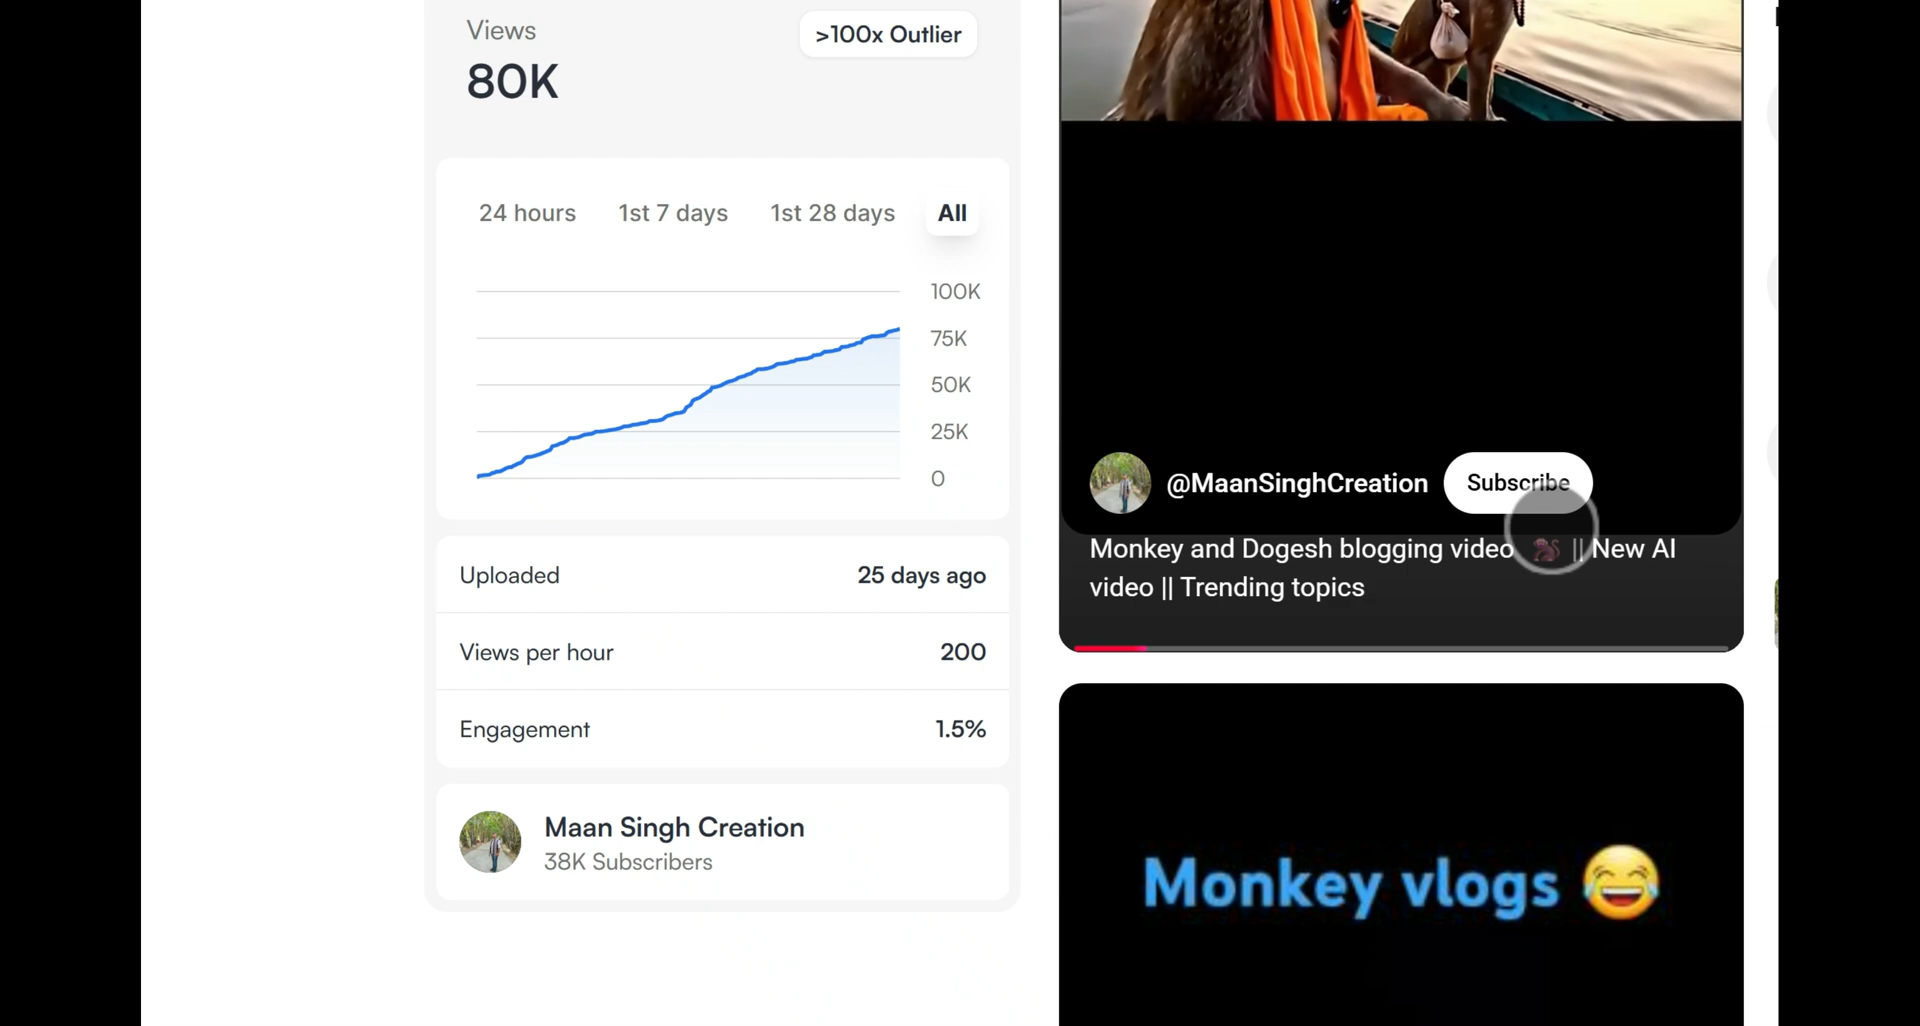 Views
>100x Outlier
80K
24 hours 1st 7 days 1st 28 days All
100K
75K
50K
25K
0
Uploaded 25 days ago
Views per hour 200
Engagement 1.5%
Maan Singh Creation
38K Subscribers
@MaanSinghCreation Subscribe
Monkey and Dogesh blogging video 🐒 || New AI
video || Trending topics
Monkey vlogs 😂